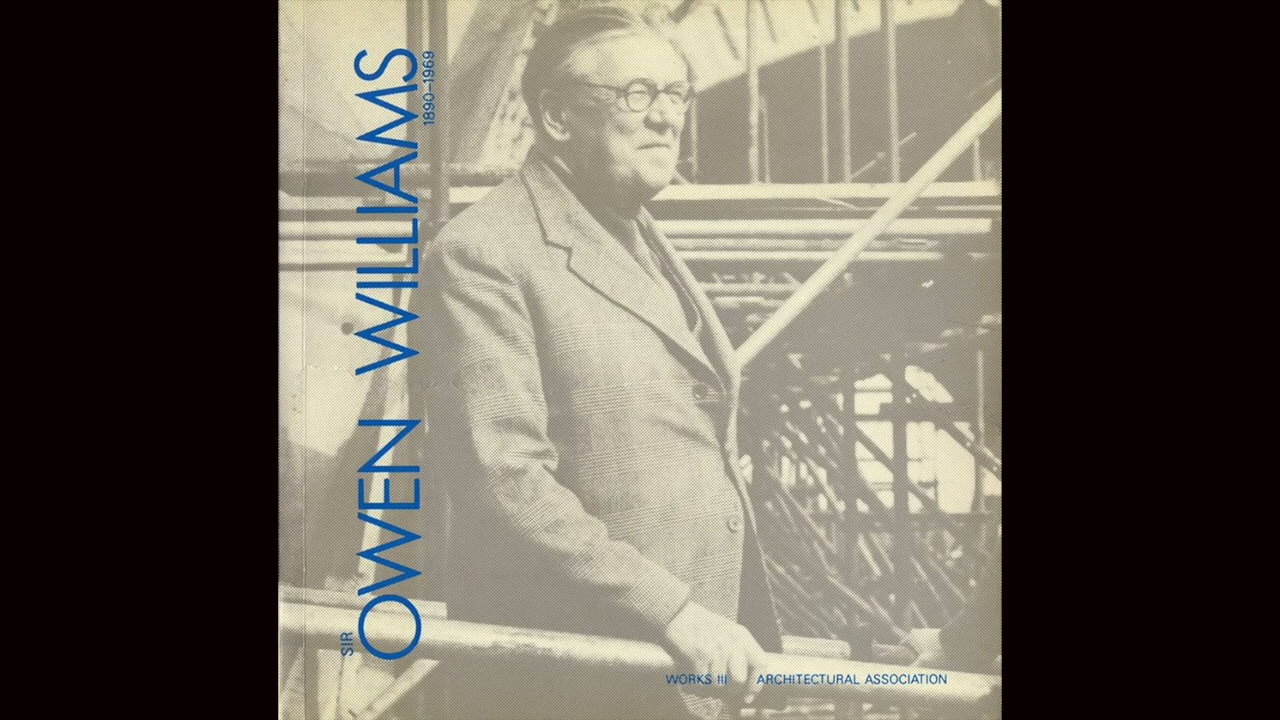 SIR
OWEN WILLIAMS
1890–1969
WORKS III ARCHITECTURAL ASSOCIATION